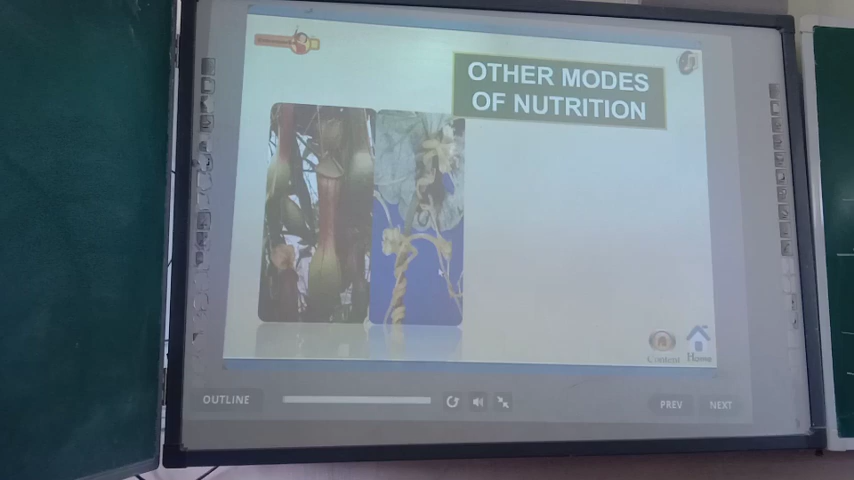 OTHER MODES
OF NUTRITION
Content
Home
OUTLINE
PREV
NEXT